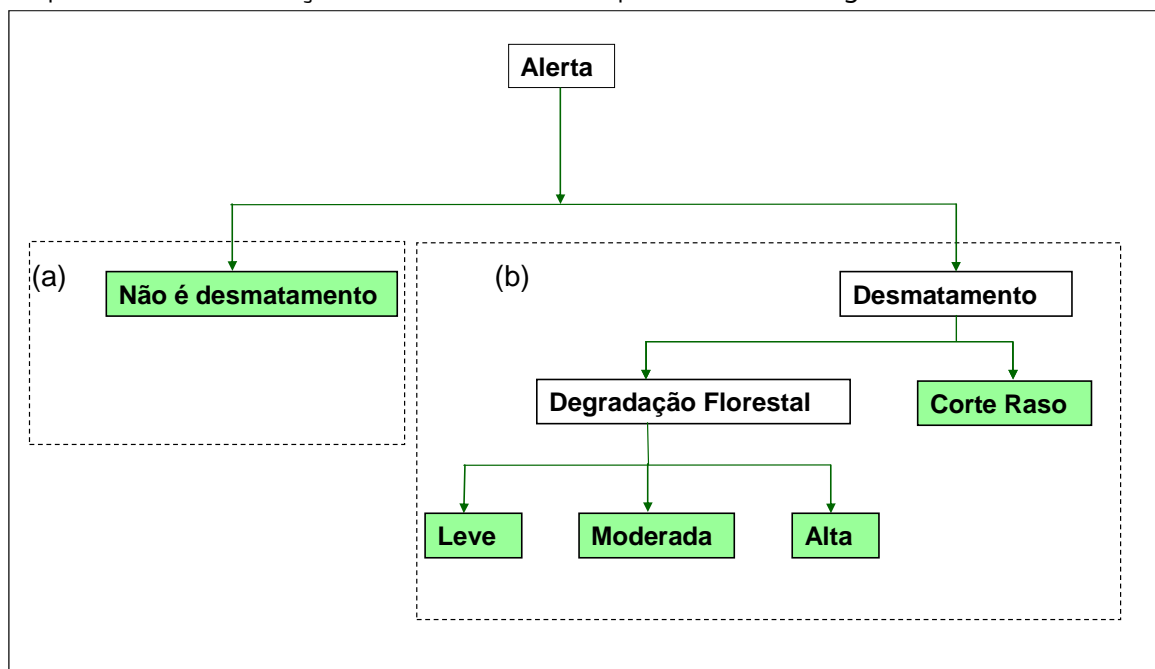 Alerta
(a)
(b)
Não é desmatamento
Desmatamento
Degradação Florestal
Corte Raso
Leve
Moderada
Alta